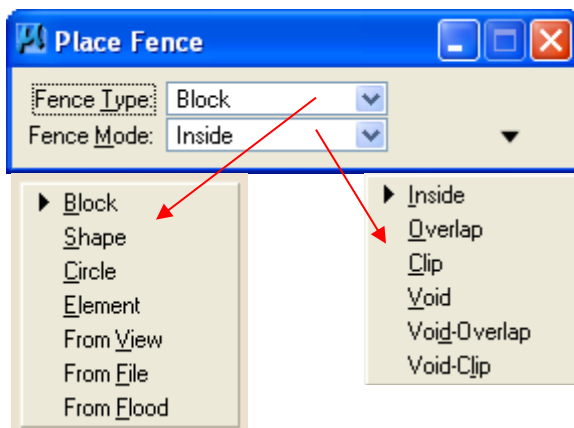 Place Fence
Fence Type: Block
Fence Mode: Inside
Block
Shape
Circle
Element
From View
From File
From Flood
Inside
Overlap
Clip
Void
Void-Overlap
Void-Clip